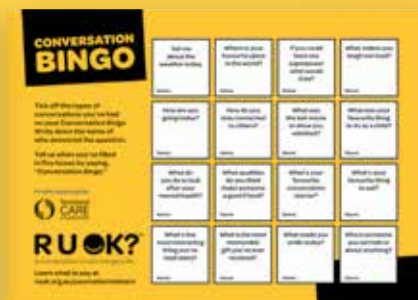 CONVERSATION
BINGO
Tick off the types of
conversations you've had
on your Conversation Bingo.
Write down the name of
who answered the question.
Tell us when you've filled
in five boxes by saying,
"Conversation Bingo."
CARE
R U OK?
Learn what to say at
Tell me
about the
weather today.
Where is your
favourite place
in the world?
If you could
have any
superpower
what would
it be?
What makes you
laugh out loud?
How are you
going today?
How do you
stay connected
to others?
What was
the last movie
or show you
watched?
What was your
favourite thing
to do as a child?
What do
you do to look
after your
mental health?
What qualities
do you think
make someone
a good friend?
What's your
favourite
conversation
starter?
What's your
favourite thing
to eat?
What's the
most interesting
thing you've
What's the most
memorable
gift you've ever
received?
What made you
smile today?
Who is someone
you can talk to
about anything?